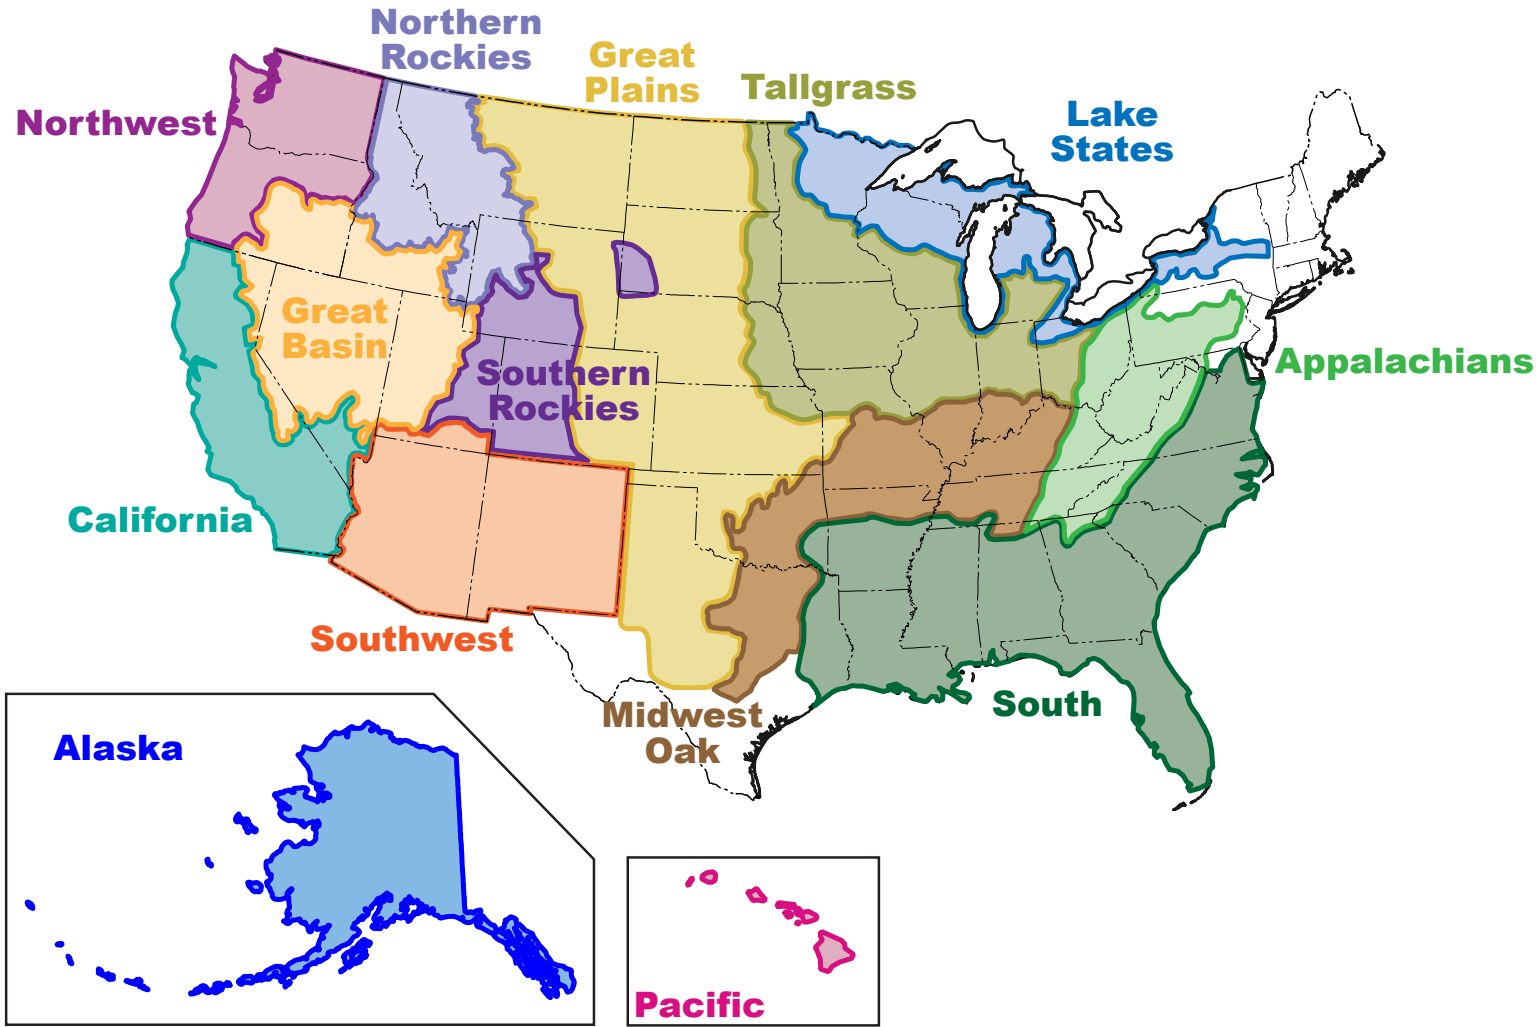 Northern
Rockies
Great
Plains
Tallgrass
Lake
States
Northwest
Great
Basin
Southern
Rockies
Appalachians
California
Southwest
South
Midwest
Oak
Alaska
Pacific